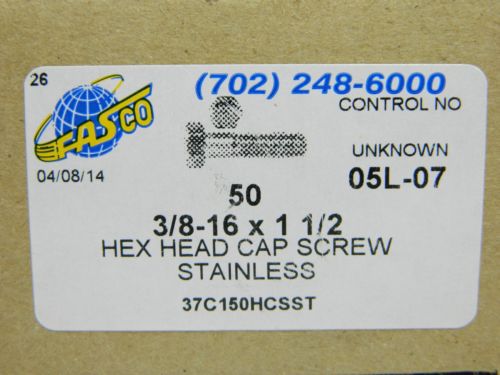 26
(702) 248-6000
FASCO
CONTROL NO
UNKNOWN
04/08/14
50
05L-07
3/8-16 x 1 1/2
HEX HEAD CAP SCREW
STAINLESS
37C150HCSST